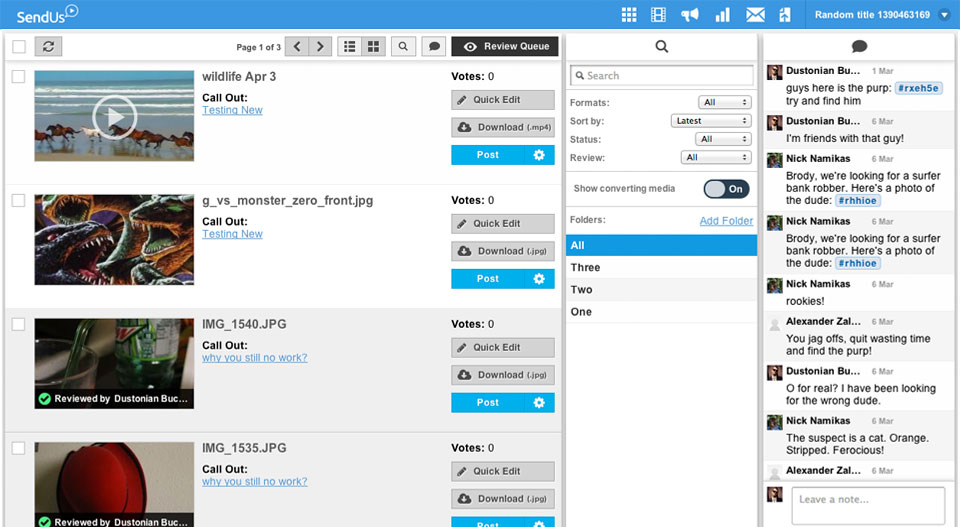 SendUs
Random title 1390463169
Page 1 of 3
Review Queue
wildlife Apr 3
Call Out:
Testing New
Votes: 0
Quick Edit
Download (.mp4)
Post
g_vs_monster_zero_front.jpg
Call Out:
Testing New
Votes: 0
Quick Edit
Download (.jpg)
Post
IMG_1540.JPG
Call Out:
why you still no work?
Reviewed by Dustonian Buc...
Votes: 0
Quick Edit
Download (.jpg)
Post
IMG_1535.JPG
Call Out:
why you still no work?
Reviewed by Dustonian Buc...
Votes: 0
Quick Edit
Download (.jpg)
Post
Search
Formats: All
Sort by: Latest
Status: All
Review: All
Show converting media On
Folders: Add Folder
All
Three
Two
One
Dustonian Bu... 1 Mar
guys here is the purp: #rxeh5e
try and find him
Dustonian Bu... 6 Mar
I'm friends with that guy!
Nick Namikas 6 Mar
Brody, we're looking for a surfer
bank robber. Here's a photo of
the dude: #rhhioe
Nick Namikas 6 Mar
Brody, we're looking for a surfer
bank robber. Here's a photo of
the dude: #rhhioe
Nick Namikas 6 Mar
rookies!
Alexander Zal... 6 Mar
You jag offs, quit wasting time
and find the purp!
Dustonian Bu... 6 Mar
O for real? I have been looking
for the wrong dude.
Nick Namikas 6 Mar
The suspect is a cat. Orange.
Stripped. Ferocious!
Alexander Zal... 6 Mar
Leave a note...